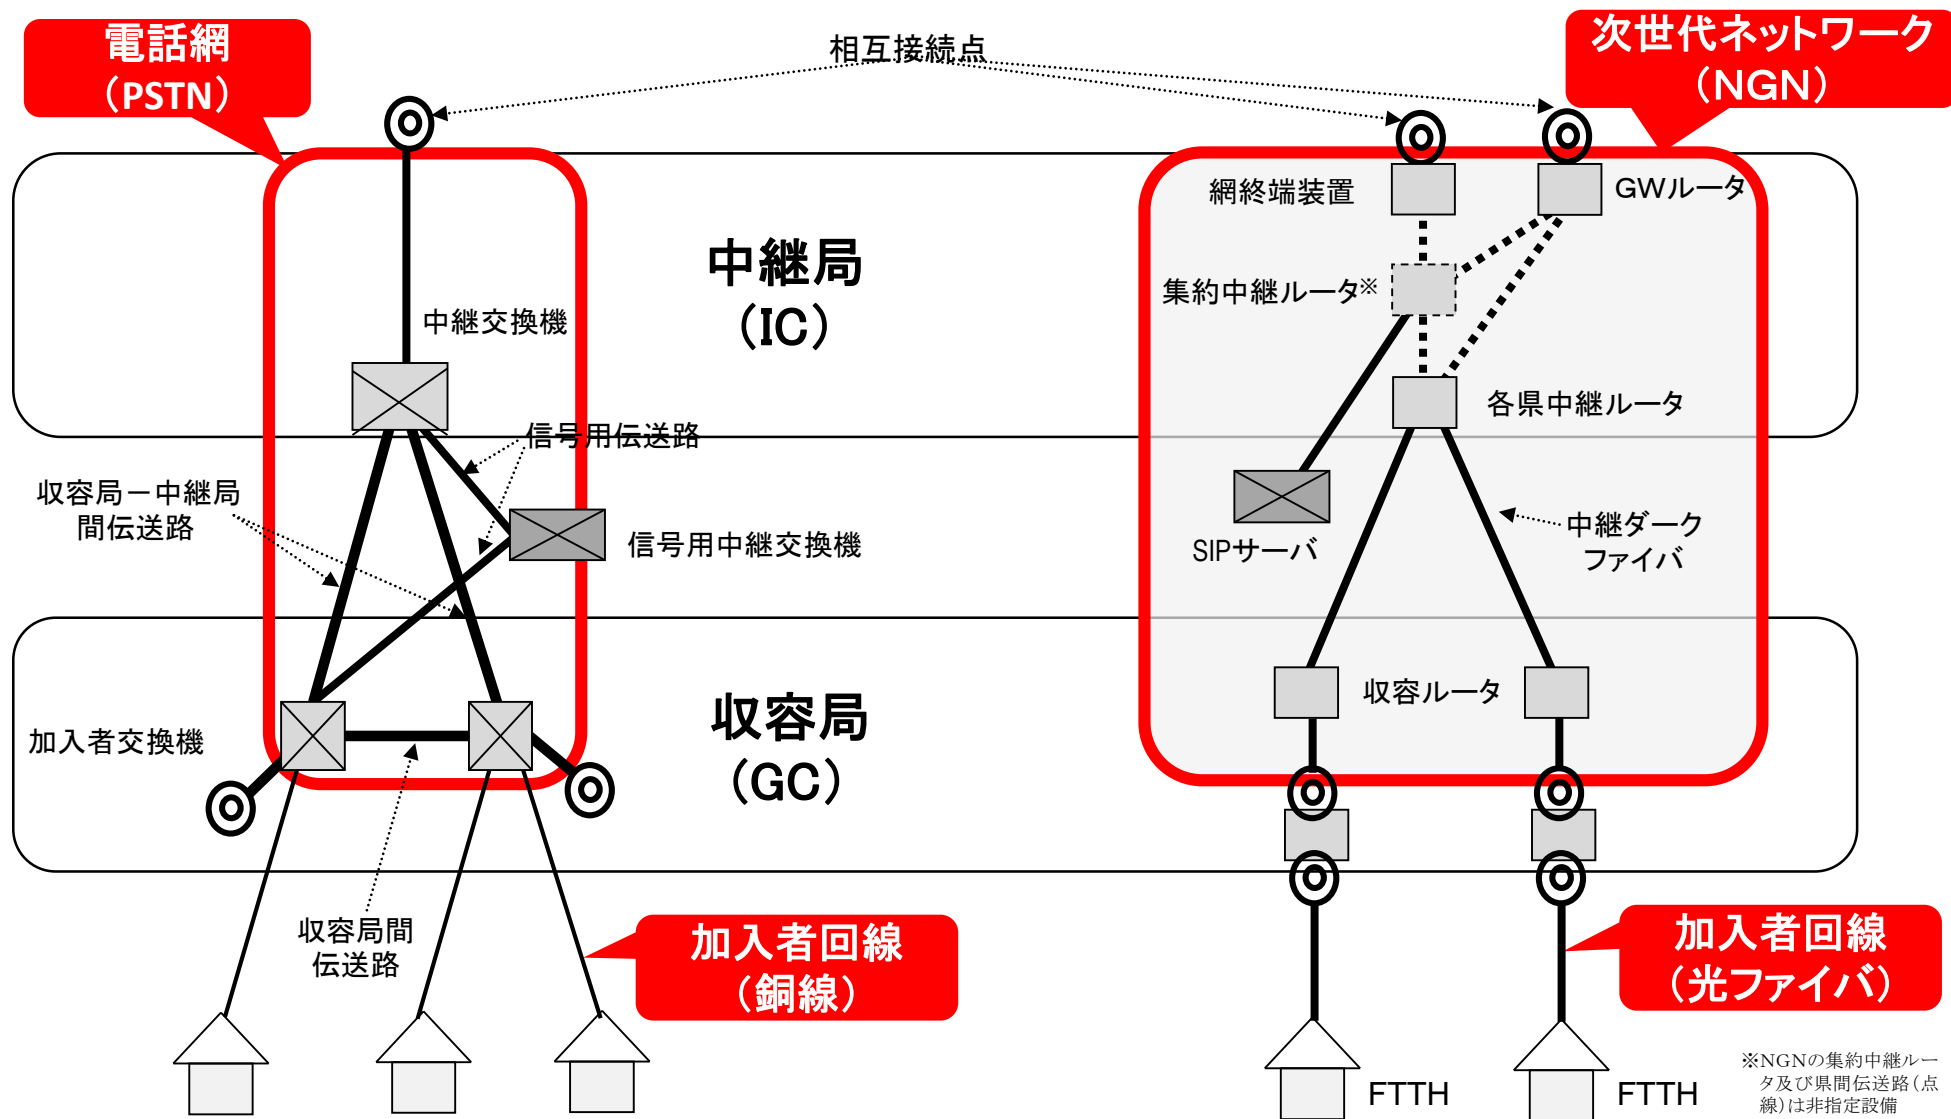 電話網
（PSTN）
相互接続点
次世代ネットワーク
（NGN）
網終端装置
GWルータ
中継局
（IC）
集約中継ルータ※
中継交換機
各県中継ルータ
信号用伝送路
収容局－中継局
間伝送路
信号用中継交換機
SIPサーバ
中継ダーク
ファイバ
収容ルータ
加入者交換機
収容局
（GC）
収容局間
伝送路
加入者回線
（銅線）
加入者回線
（光ファイバ）
FTTH
FTTH
※NGNの集約中継ルー
タ及び県間伝送路（点
線）は非指定設備